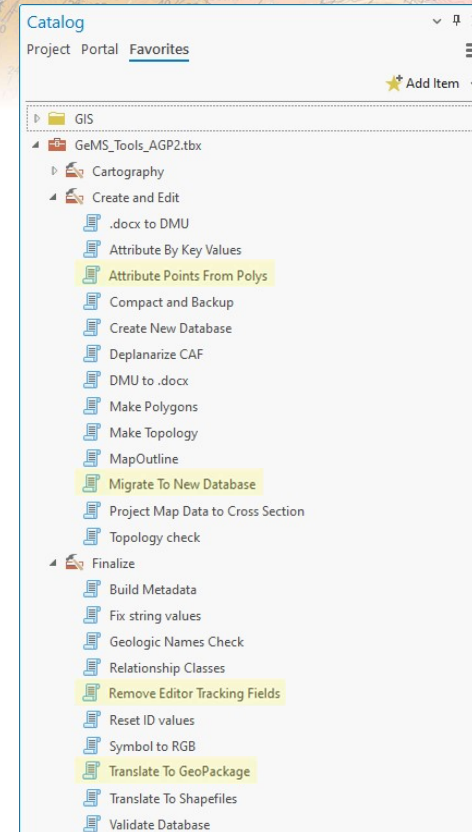 Catalog
Project Portal Favorites
Add Item
GIS
GeMS_Tools_AGP2.tbx
Cartography
Create and Edit
.docx to DMU
Attribute By Key Values
Attribute Points From Polys
Compact and Backup
Create New Database
Deplanarize CAF
DMU to .docx
Make Polygons
Make Topology
MapOutline
Migrate To New Database
Project Map Data to Cross Section
Topology check
Finalize
Build Metadata
Fix string values
Geologic Names Check
Relationship Classes
Remove Editor Tracking Fields
Reset ID values
Symbol to RGB
Translate To GeoPackage
Translate To Shapefiles
Validate Database